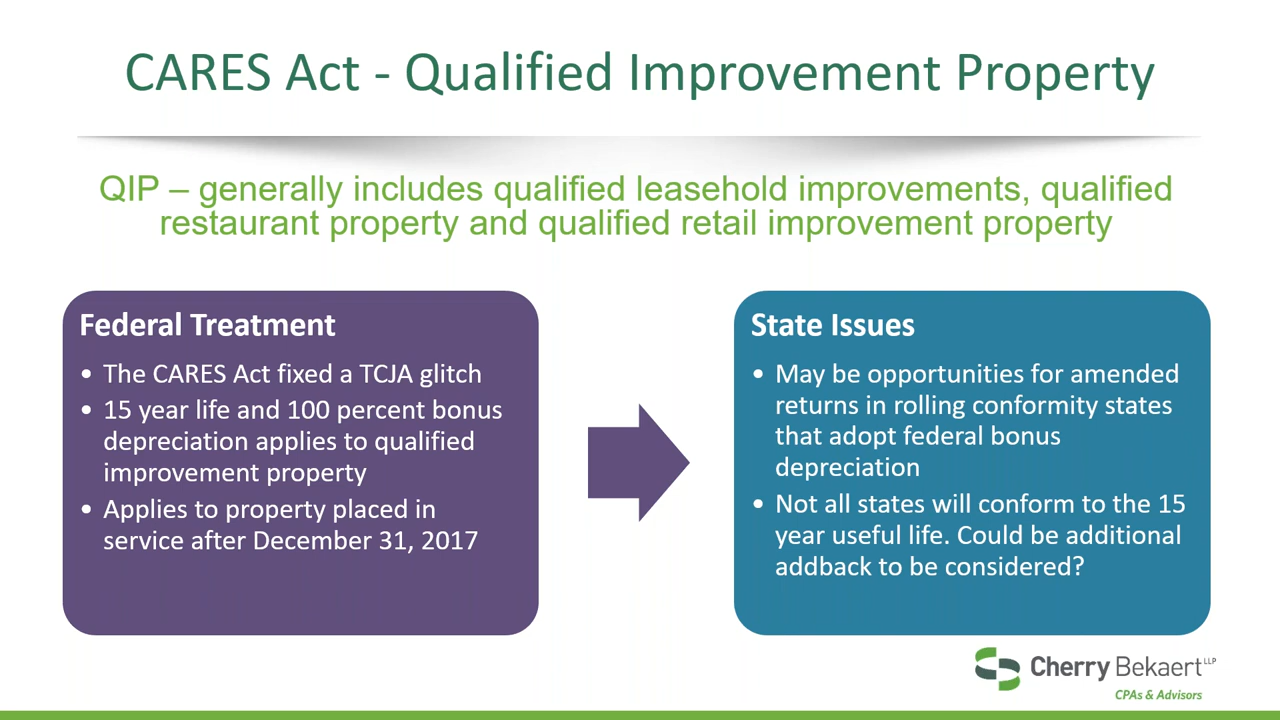 CARES Act - Qualified Improvement Property
QIP – generally includes qualified leasehold improvements, qualified
restaurant property and qualified retail improvement property
Federal Treatment
• The CARES Act fixed a TCJA glitch
• 15 year life and 100 percent bonus
depreciation applies to qualified
improvement property
• Applies to property placed in
service after December 31, 2017
State Issues
• May be opportunities for amended
returns in rolling conformity states
that adopt federal bonus
depreciation
• Not all states will conform to the 15
year useful life. Could be additional
addback to be considered?
Cherry Bekaert LLP
CPAs & Advisors